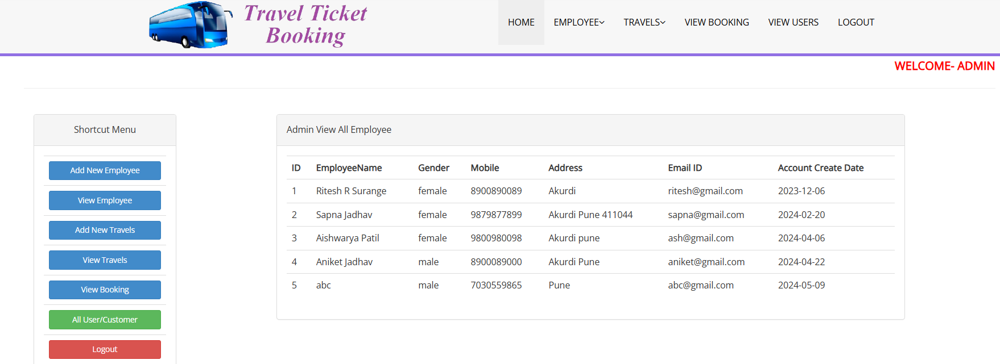 Travel Ticket
Booking
HOME EMPLOYEE TRAVELS VIEW BOOKING VIEW USERS LOGOUT
WELCOME- ADMIN
Shortcut Menu
Add New Employee
View Employee
Add New Travels
View Travels
View Booking
All User/Customer
Logout
Admin View All Employee
ID EmployeeName Gender Mobile Address Email ID Account Create Date
1 Ritesh R Surange female 8900890089 Akurdi ritesh@gmail.com 2023-12-06
2 Sapna Jadhav female 9879877899 Akurdi Pune 411044 sapna@gmail.com 2024-02-20
3 Aishwarya Patil female 9800980098 Akurdi pune ash@gmail.com 2024-04-06
4 Aniket Jadhav male 8900089000 Akurdi Pune aniket@gmail.com 2024-04-22
5 abc male 7030559865 Pune abc@gmail.com 2024-05-09